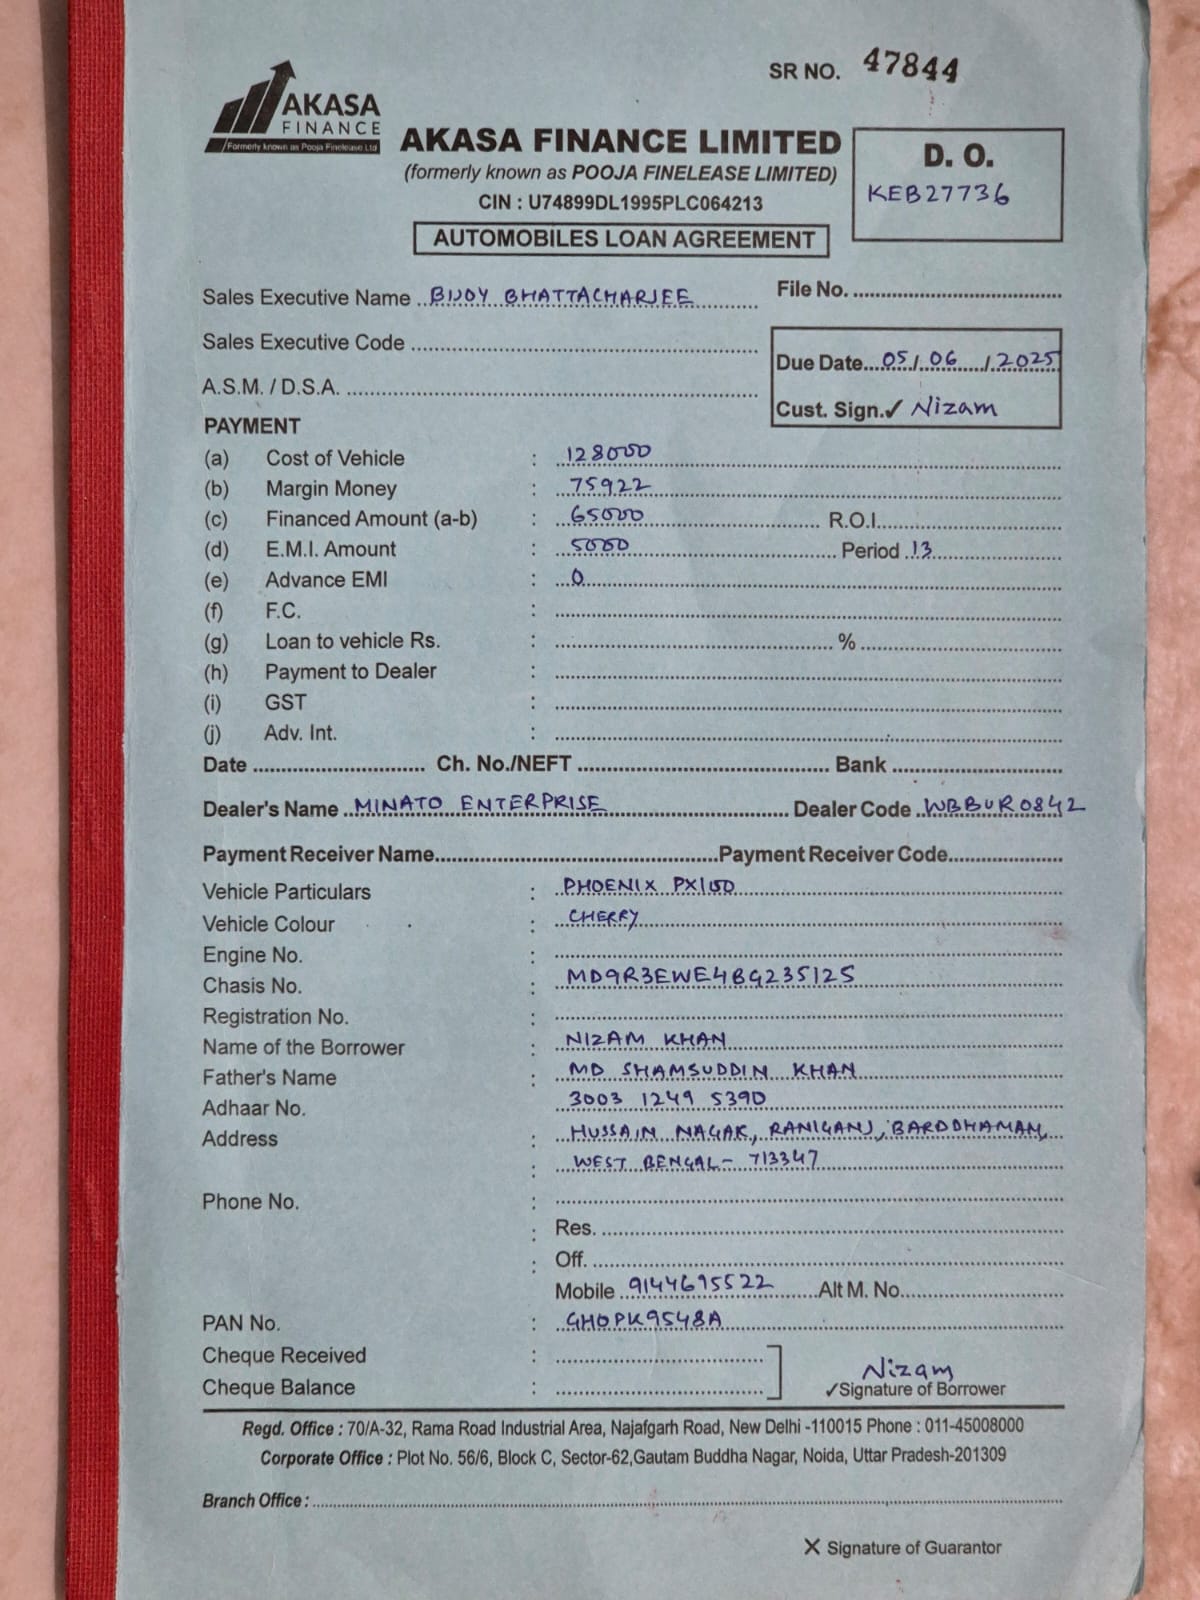 SR NO. 47844
AKASA
FINANCE
Formerly known as Pooja Finelease Ltd
AKASA FINANCE LIMITED
(formerly known as POOJA FINELEASE LIMITED)
CIN : U74899DL1995PLC064213
AUTOMOBILES LOAN AGREEMENT
D. O.
KEB27736
Sales Executive Name BIJOY BHATTACHARJEE
File No.
Sales Executive Code
A.S.M. / D.S.A.
Due Date 05/06/2025
Cust. Sign.✓ Nizam
PAYMENT
(a) Cost of Vehicle : 128000
(b) Margin Money : 75922
(c) Financed Amount (a-b) : 65000 R.O.I.
(d) E.M.I. Amount : 5000 Period 13
(e) Advance EMI : 0
(f) F.C. :
(g) Loan to vehicle Rs. : %
(h) Payment to Dealer :
(i) GST :
(j) Adv. Int. :
Date Ch. No./NEFT Bank
Dealer's Name MINATO ENTERPRISE Dealer Code WBBUR0842
Payment Receiver Name Payment Receiver Code
Vehicle Particulars : PHOENIX PX150
Vehicle Colour : CHERRY
Engine No. :
Chasis No. : MD9R3EWE4BG235125
Registration No. :
Name of the Borrower : NIZAM KHAN
Father's Name : MD SHAMSUDDIN KHAN
Adhaar No. 3003 1249 5390
Address : HUSSAIN NAGAR, RANIGANJ, BARDDHAMAN,
: WEST BENGAL - 713347
Phone No. :
: Res.
: Off.
Mobile 9144695522 Alt M. No.
PAN No. : GHOPK9548A
Cheque Received :
Cheque Balance :
Nizam
✓Signature of Borrower
Regd. Office : 70/A-32, Rama Road Industrial Area, Najafgarh Road, New Delhi -110015 Phone : 011-45008000
Corporate Office : Plot No. 56/6, Block C, Sector-62,Gautam Buddha Nagar, Noida, Uttar Pradesh-201309
Branch Office :
X Signature of Guarantor